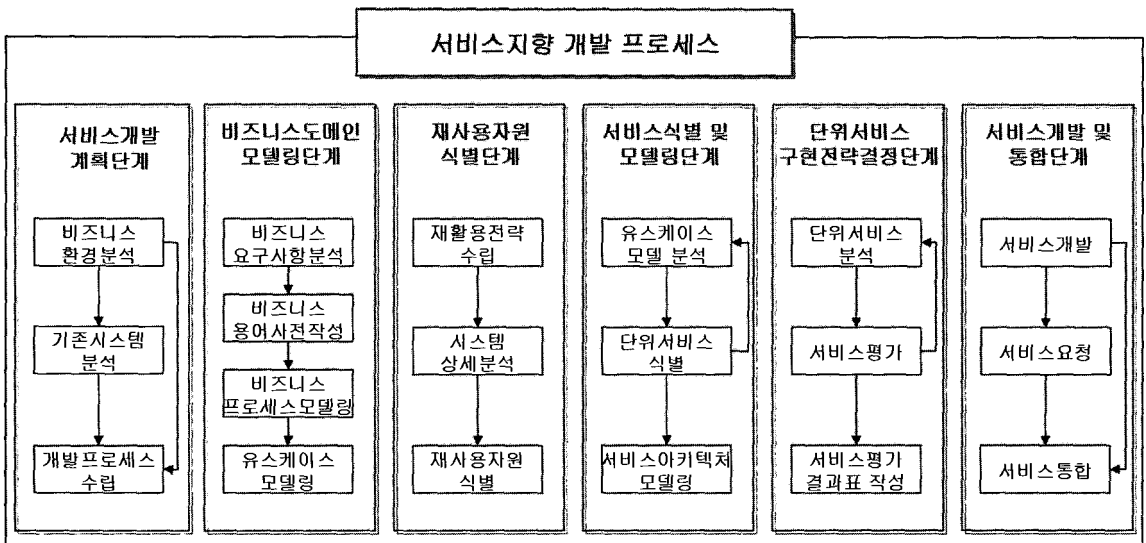 서비스지향 개발 프로세스
서비스개발
계획단계
비즈니스
환경분석
기존시스템
분석
개발프로세스
수립
비즈니스도메인
모델링단계
비즈니스
요구사항분석
비즈니스
용어사전작성
비즈니스
프로세스모델링
유스케이스
모델링
재사용자원
식별단계
재활용전략
수립
시스템
상세분석
재사용자원
식별
서비스식별 및
모델링단계
유스케이스
모델 분석
단위서비스
식별
서비스아키텍처
모델링
단위서비스
구현전략결정단계
단위서비스
분석
서비스평가
서비스평가
결과표 작성
서비스개발 및
통합단계
서비스개발
서비스요청
서비스통합